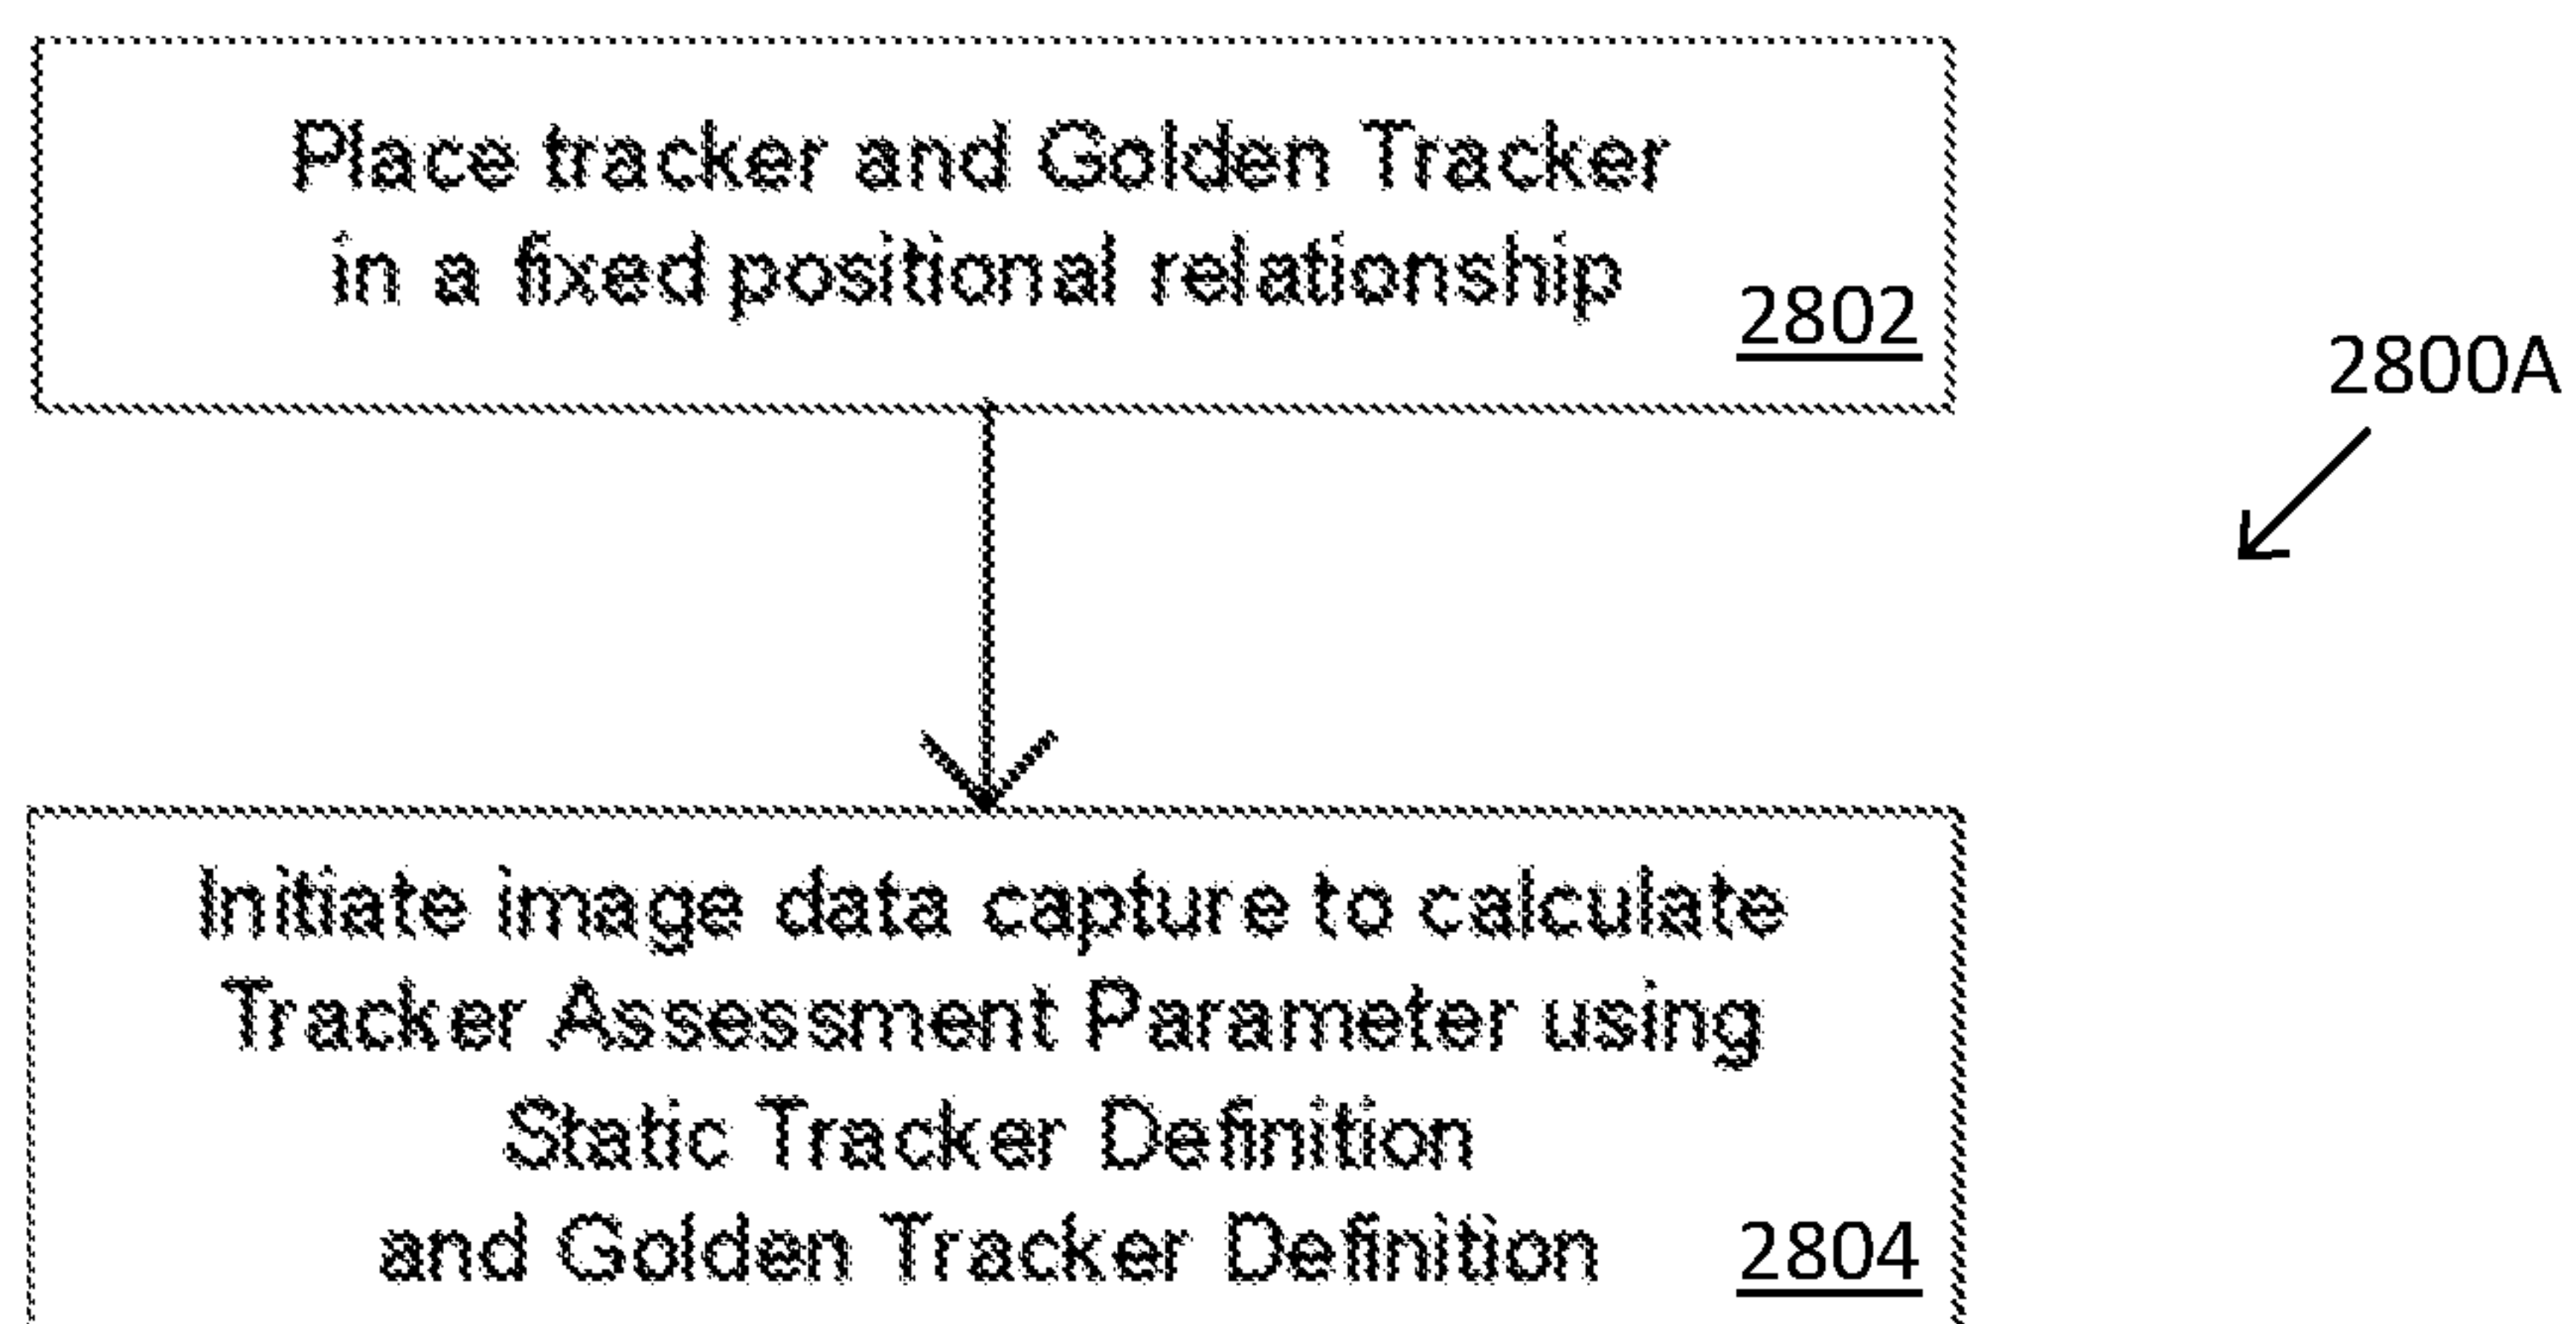 Place tracker and Golden Tracker
in a fixed positional relationship
2802
2800A
Initiate image data capture to calculate
Tracker Assessment Parameter using
Static Tracker Definition
and Golden Tracker Definition
2804